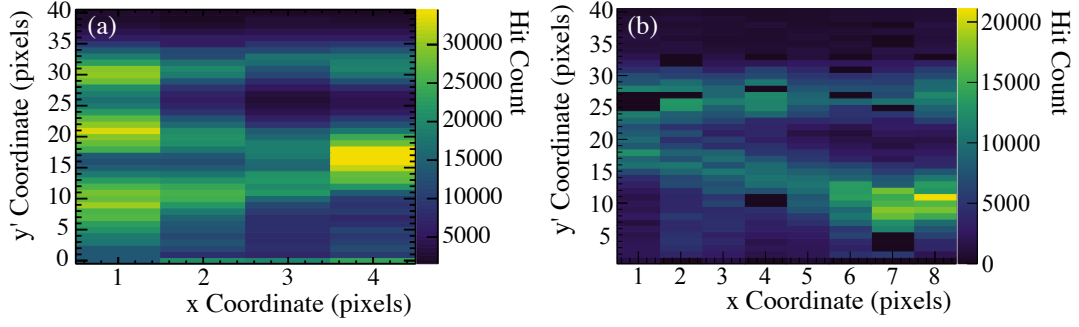 (a)
y' Coordinate (pixels)
40
35
30
25
20
15
10
5
0
1 2 3 4
x Coordinate (pixels)
30000
25000
20000
15000
10000
5000
Hit Count
(b)
y' Coordinate (pixels)
40
35
30
25
20
15
10
5
1 2 3 4 5 6 7 8
x Coordinate (pixels)
20000
15000
10000
5000
0
Hit Count